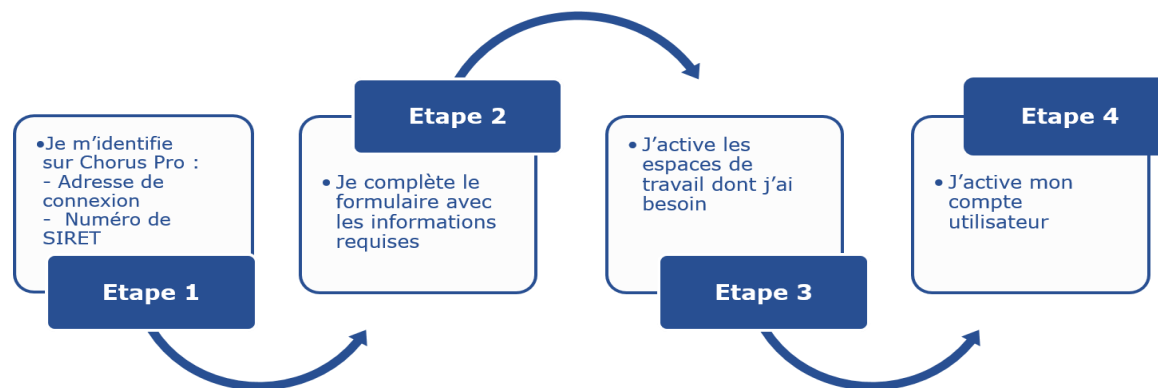 •Je m’identifie
sur Chorus Pro :
- Adresse de
connexion
- Numéro de
SIRET
Etape 1
Etape 2
• Je complète le
formulaire avec
les informations
requises
• J’active les
espaces de
travail dont j’ai
besoin
Etape 3
Etape 4
• J’active mon
compte
utilisateur